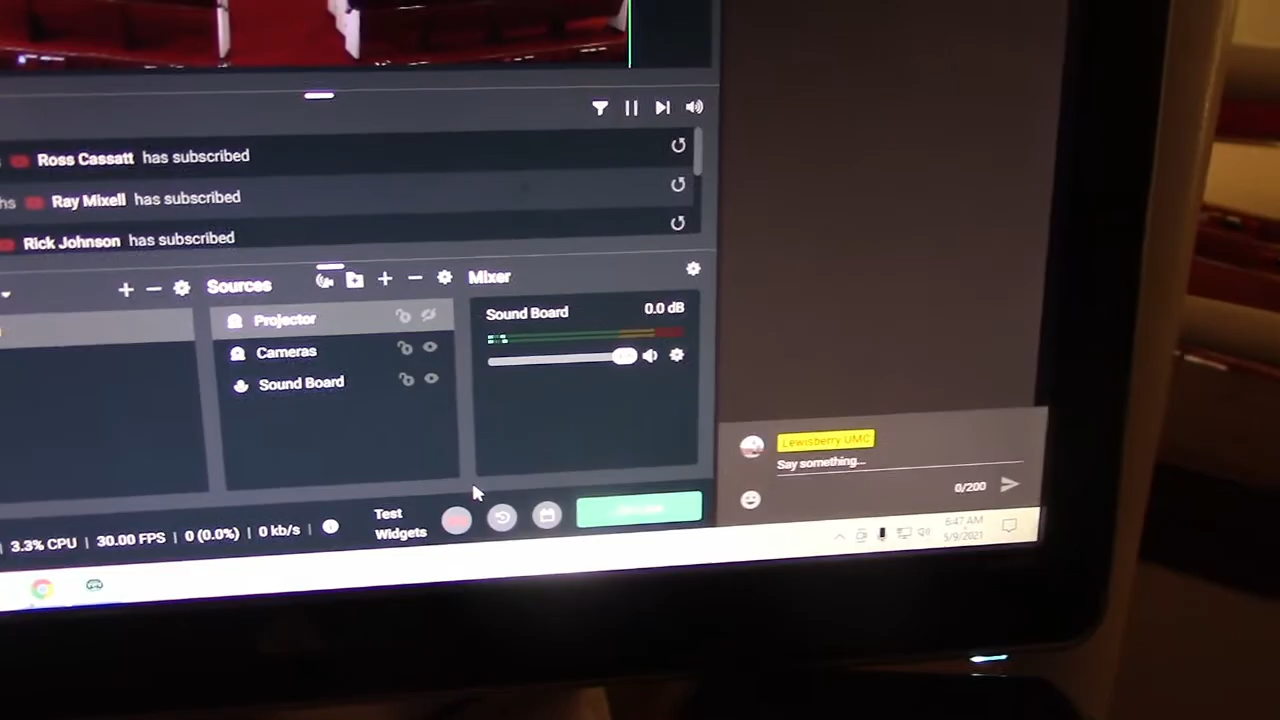 Ross Cassatt has subscribed
hs Ray Mixell has subscribed
Rick Johnson has subscribed
Sources
Mixer
Projector
Cameras
Sound Board
Sound Board 0.0 dB
Lewisberry UMC
Say something...
0/200
Test
Widgets
3.3% CPU | 30.00 FPS | 0 (0.0%) | 0 kb/s |
6:47 AM
5/9/2021